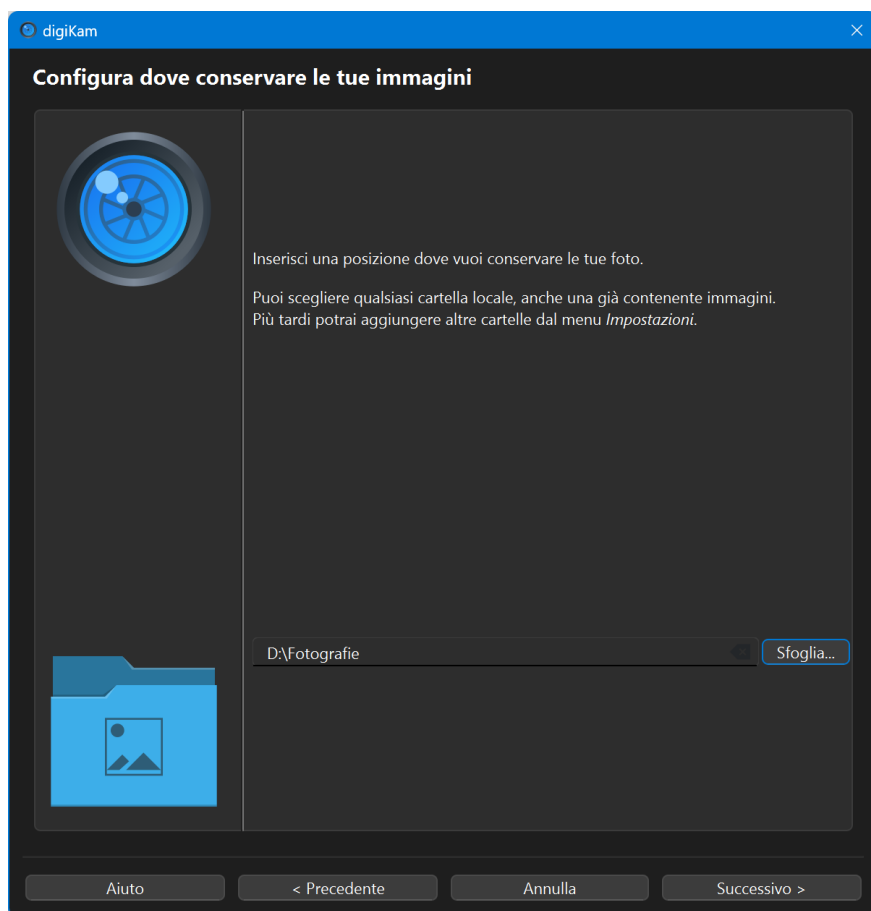 digiKam
Configura dove conservare le tue immagini
Inserisci una posizione dove vuoi conservare le tue foto.
Puoi scegliere qualsiasi cartella locale, anche una già contenente immagini.
Più tardi potrai aggiungere altre cartelle dal menu Impostazioni.
D:\Fotografie
Sfoglia...
Aiuto
< Precedente
Annulla
Successivo >